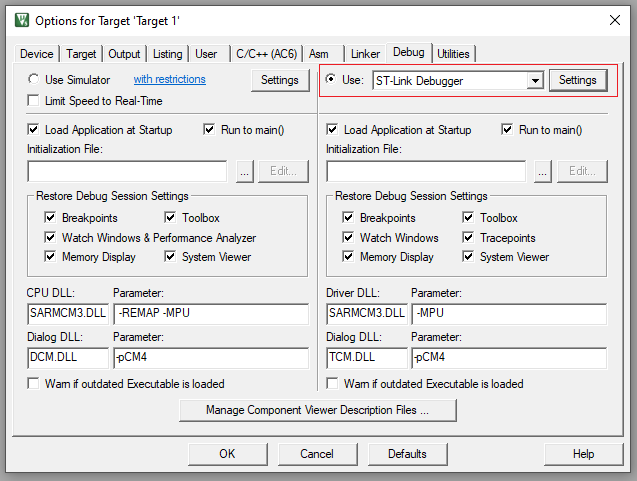 Options for Target 'Target 1'
Device Target Output Listing User C/C++ (AC6) Asm Linker Debug Utilities
Use Simulator with restrictions Settings
Limit Speed to Real-Time
Load Application at Startup Run to main()
Initialization File:
... Edit...
Restore Debug Session Settings
Breakpoints Toolbox
Watch Windows & Performance Analyzer
Memory Display System Viewer
CPU DLL: Parameter:
SARMCM3.DLL -REMAP -MPU
Dialog DLL: Parameter:
DCM.DLL -pCM4
Warn if outdated Executable is loaded
Use: ST-Link Debugger Settings
Load Application at Startup Run to main()
Initialization File:
... Edit...
Restore Debug Session Settings
Breakpoints Toolbox
Watch Windows Tracepoints
Memory Display System Viewer
Driver DLL: Parameter:
SARMCM3.DLL -MPU
Dialog DLL: Parameter:
TCM.DLL -pCM4
Warn if outdated Executable is loaded
Manage Component Viewer Description Files ...
OK Cancel Defaults Help